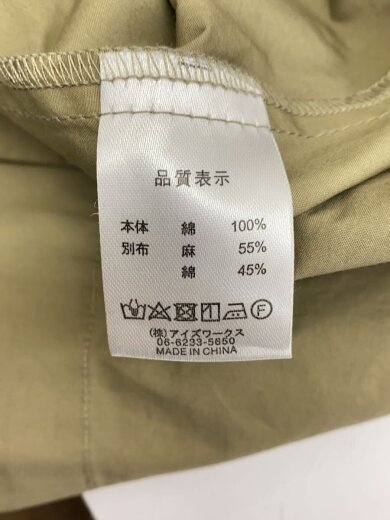 品質表示
本体 綿 100%
別布 麻 55%
綿 45%
F
(株)アイズワークス
06-6233-5650
MADE IN CHINA